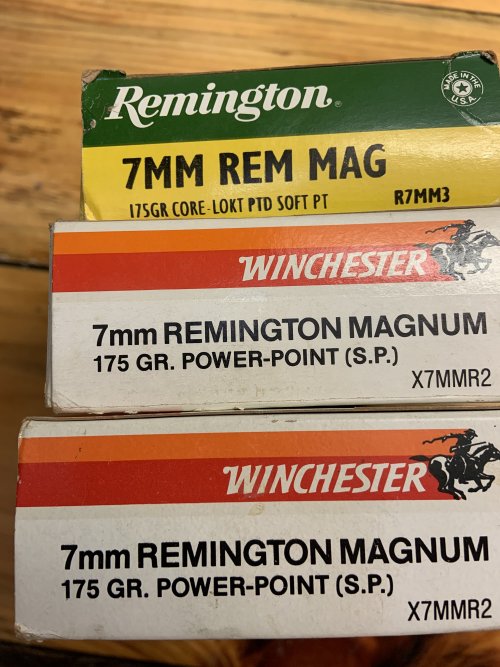 Remington®
MADE IN THE U.S.A.
7MM REM MAG
175GR CORE-LOKT PTD SOFT PT R7MM3
WINCHESTER
7mm REMINGTON MAGNUM
175 GR. POWER-POINT (S.P.)
X7MMR2
WINCHESTER
7mm REMINGTON MAGNUM
175 GR. POWER-POINT (S.P.)
X7MMR2